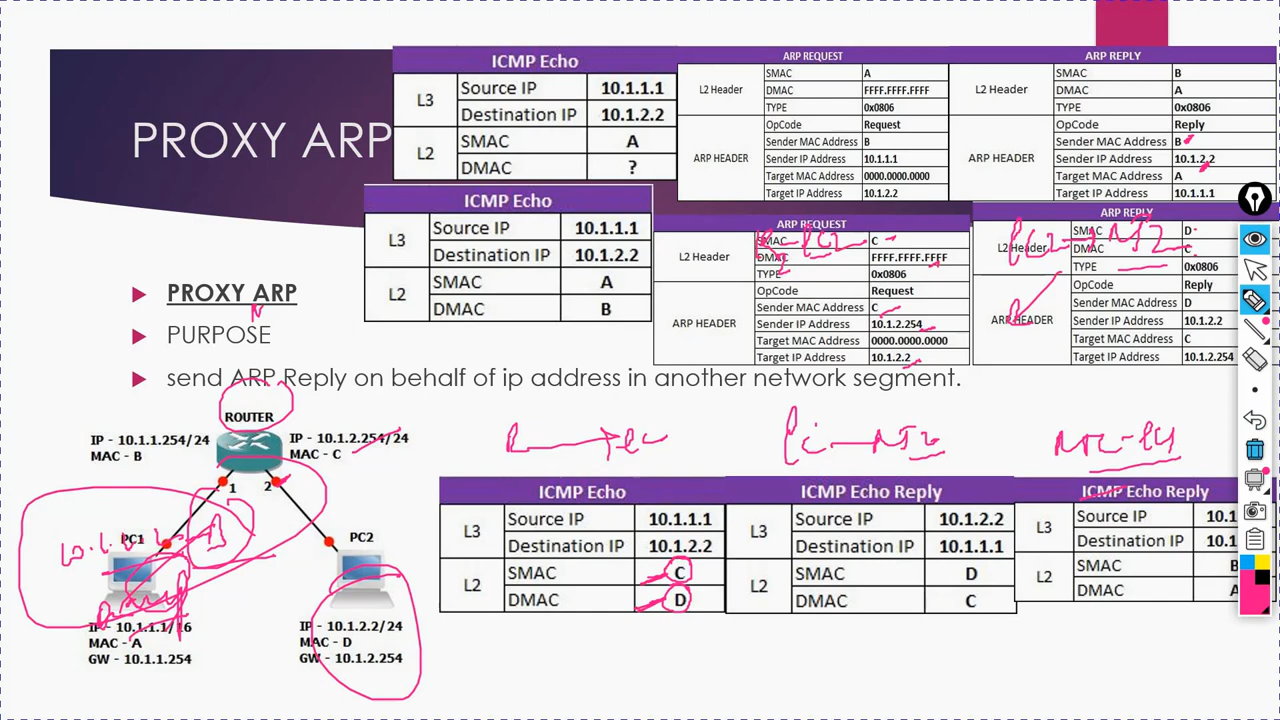 PROXY ARP
ICMP Echo
L3
Source IP 10.1.1.1
Destination IP 10.1.2.2
L2
SMAC A
DMAC ?
ARP REQUEST
L2 Header
SMAC A
DMAC FFFF.FFFF.FFFF
TYPE 0x0806
ARP HEADER
OpCode Request
Sender MAC Address B
Sender IP Address 10.1.1.1
Target MAC Address 0000.0000.0000
Target IP Address 10.1.2.2
ARP REPLY
L2 Header
SMAC B
DMAC A
TYPE 0x0806
ARP HEADER
OpCode Reply
Sender MAC Address B
Sender IP Address 10.1.2.2
Target MAC Address A
Target IP Address 10.1.1.1
ICMP Echo
L3
Source IP 10.1.1.1
Destination IP 10.1.2.2
L2
SMAC A
DMAC B
ARP REQUEST
L2 Header
SMAC C
DMAC FFFF.FFFF.FFFF
TYPE 0x0806
ARP HEADER
OpCode Request
Sender MAC Address C
Sender IP Address 10.1.2.254
Target MAC Address 0000.0000.0000
Target IP Address 10.1.2.2
ARP REPLY
L2 Header
SMAC D
DMAC C
TYPE 0x0806
ARP HEADER
OpCode Reply
Sender MAC Address D
Sender IP Address 10.1.2.2
Target MAC Address C
Target IP Address 10.1.2.254
PROXY ARP
PURPOSE
send ARP Reply on behalf of ip address in another network segment.
ROUTER
IP - 10.1.1.254/24
MAC - B
IP - 10.1.2.254/24
MAC - C
1
2
PC1
PC2
IP - 10.1.1.1/16
MAC - A
GW - 10.1.1.254
IP - 10.1.2.2/24
MAC - D
GW - 10.1.2.254
ICMP Echo
L3
Source IP 10.1.1.1
Destination IP 10.1.2.2
L2
SMAC C
DMAC D
ICMP Echo Reply
L3
Source IP 10.1.2.2
Destination IP 10.1.1.1
L2
SMAC D
DMAC C
ICMP Echo Reply
L3
Source IP 10.1
Destination IP 10.1
L2
SMAC B
DMAC A